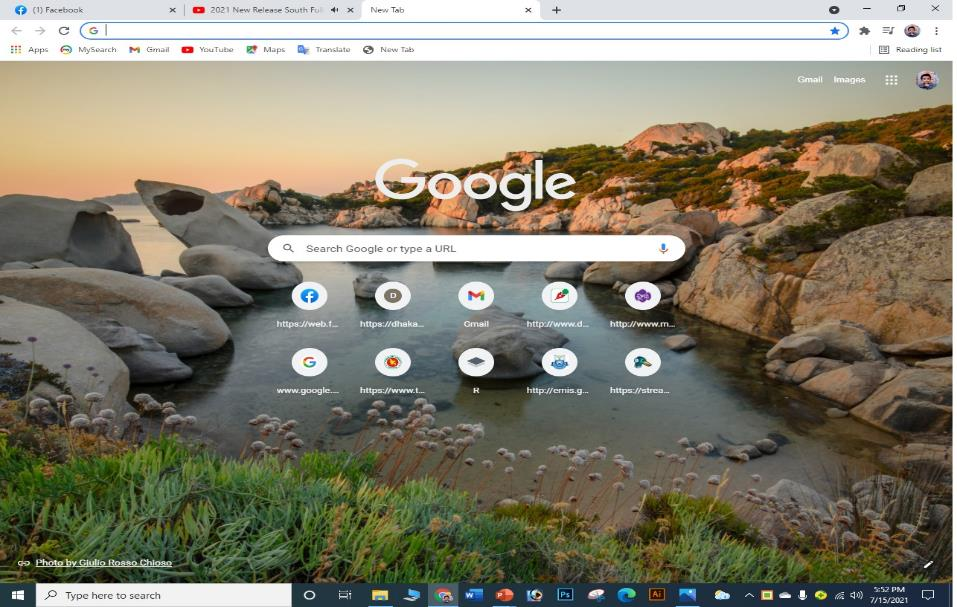 (1) Facebook 2021 New Release South Full New Tab
Apps MySearch Gmail YouTube Maps Translate New Tab Reading list
Gmail Images
Google
Search Google or type a URL
https://web.f... https://dhaka... Gmail http://www.d... http://www.m...
www.google.... https://www.t... R http://emis.g... https://strea...
Photo by Giulio Rosso Chioso
Type here to search
5:52 PM
7/15/2021